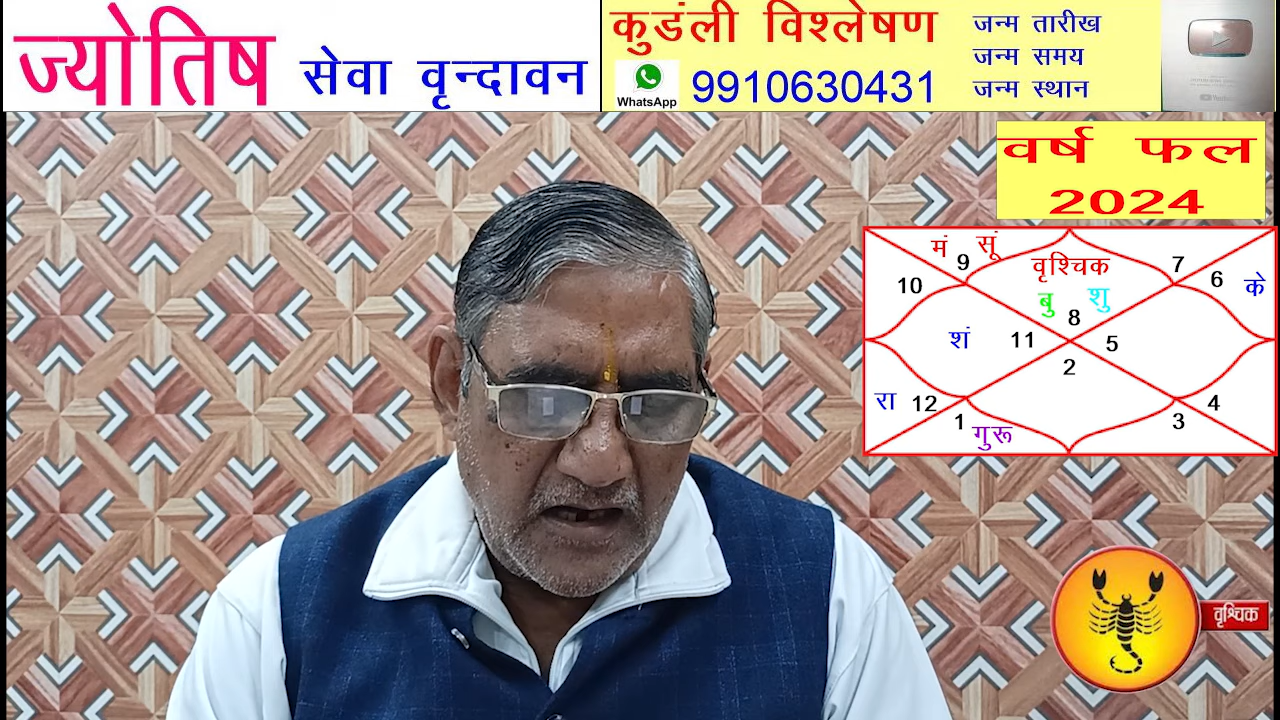 ज्योतिष सेवा वृन्दावन
कुडंली विश्लेषण
WhatsApp 9910630431
जन्म तारीख
जन्म समय
जन्म स्थान
YouTube
वर्ष फल
2024
मं सूं
9
वृश्चिक
7
10
6 के
बु शु
8
शं 11 5
2
रा 12
1 गुरू
3 4
वृश्चिक